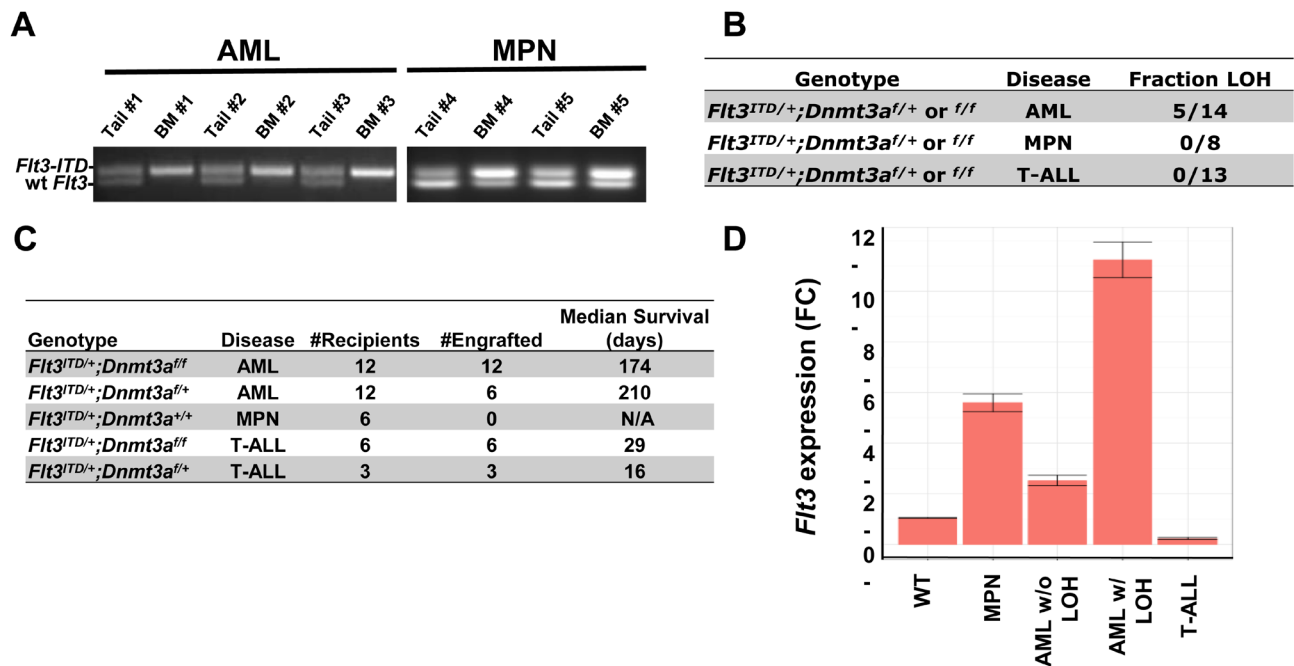 A
AML
MPN
Tail #1 BM #1 Tail #2 BM #2 Tail #3 BM #3 Tail #4 BM #4 Tail #5 BM #5
Flt3-ITD-
wt Flt3-
B
Genotype Disease Fraction LOH
Flt3ITD/+;Dnmt3af/+ or f/f AML 5/14
Flt3ITD/+;Dnmt3af/+ or f/f MPN 0/8
Flt3ITD/+;Dnmt3af/+ or f/f T-ALL 0/13
C
Median Survival
Genotype Disease #Recipients #Engrafted (days)
Flt3ITD/+;Dnmt3af/f AML 12 12 174
Flt3ITD/+;Dnmt3af/+ AML 12 6 210
Flt3ITD/+;Dnmt3a+/+ MPN 6 0 N/A
Flt3ITD/+;Dnmt3af/f T-ALL 6 6 29
Flt3ITD/+;Dnmt3af/+ T-ALL 3 3 16
D
Flt3 expression (FC)
12
10
8
6
4
2
0
WT
MPN
AML w/o
LOH
AML w/
LOH
T-ALL